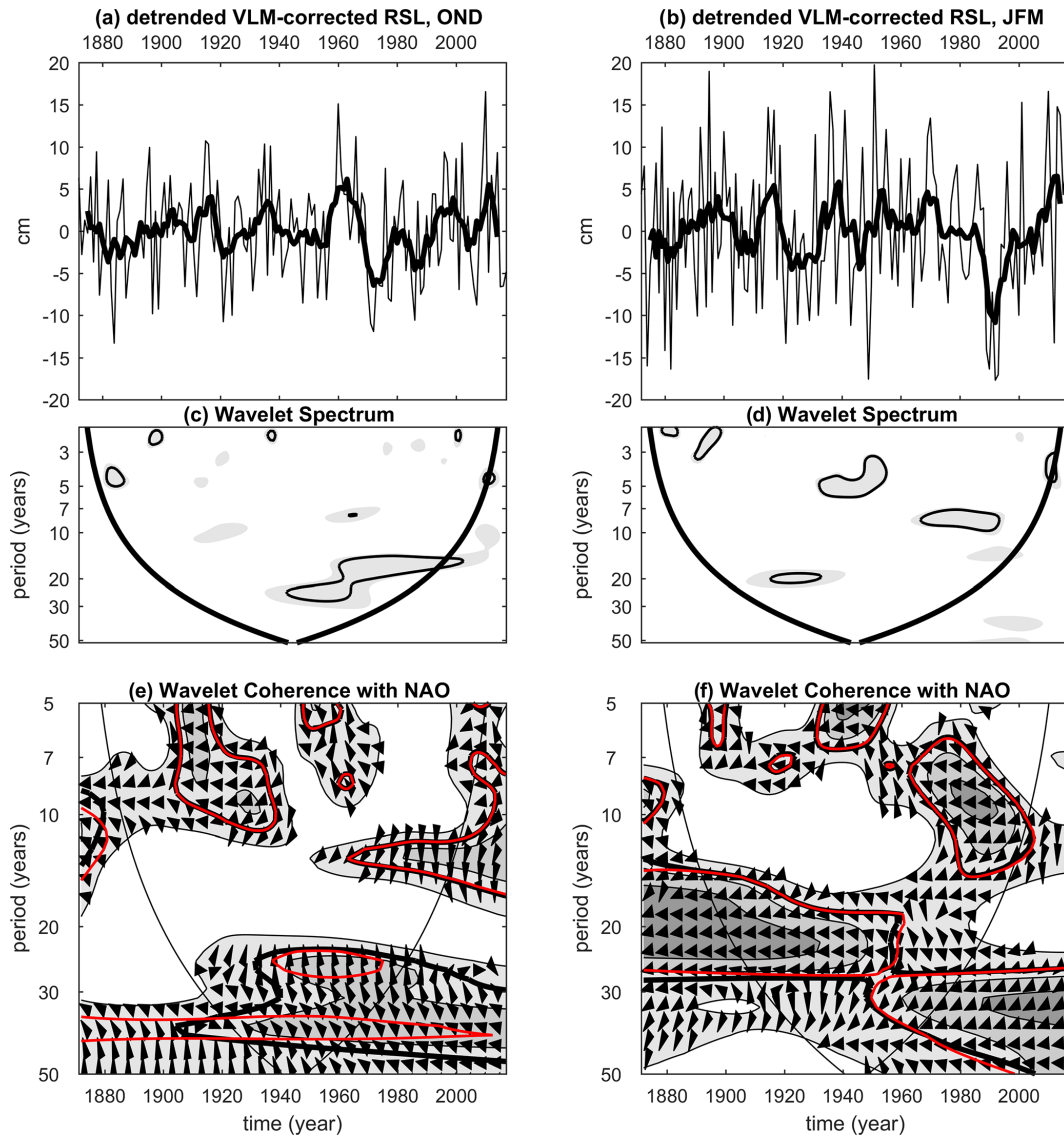 (a) detrended VLM-corrected RSL, OND
1880 1900 1920 1940 1960 1980 2000
20
15
10
5
0
-5
-10
15
-20
cm
(b) detrended VLM-corrected RSL, JFM
1880 1900 1920 1940 1960 1980 2000
20
15
10
5
0
-5
-10
15
-20
cm
(c) Wavelet Spectrum
3
5
7
10
20
30
50
period (years)
(d) Wavelet Spectrum
3
5
7
10
20
30
50
period (years)
(e) Wavelet Coherence with NAO
5
7
10
20
30
50
period (years)
1880 1900 1920 1940 1960 1980 2000
time (year)
(f) Wavelet Coherence with NAO
5
7
10
20
30
50
period (years)
1880 1900 1920 1940 1960 1980 2000
time (year)